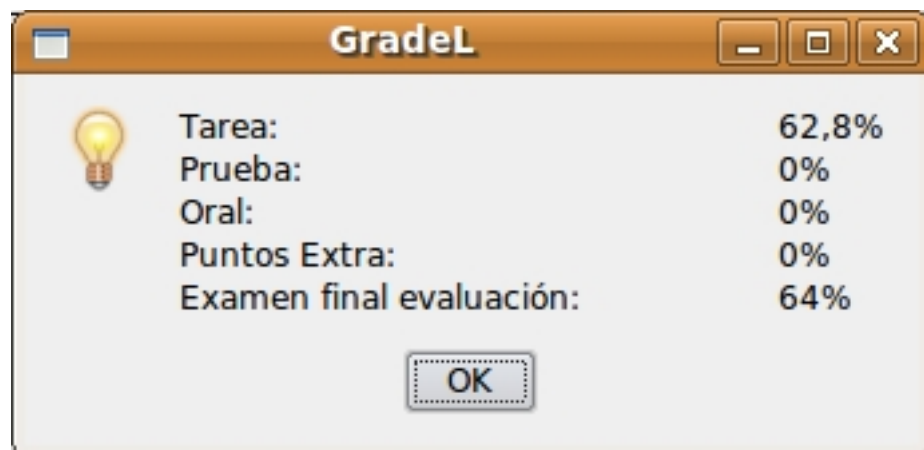 GradeL
Tarea: 62,8%
Prueba: 0%
Oral: 0%
Puntos Extra: 0%
Examen final evaluación: 64%
OK